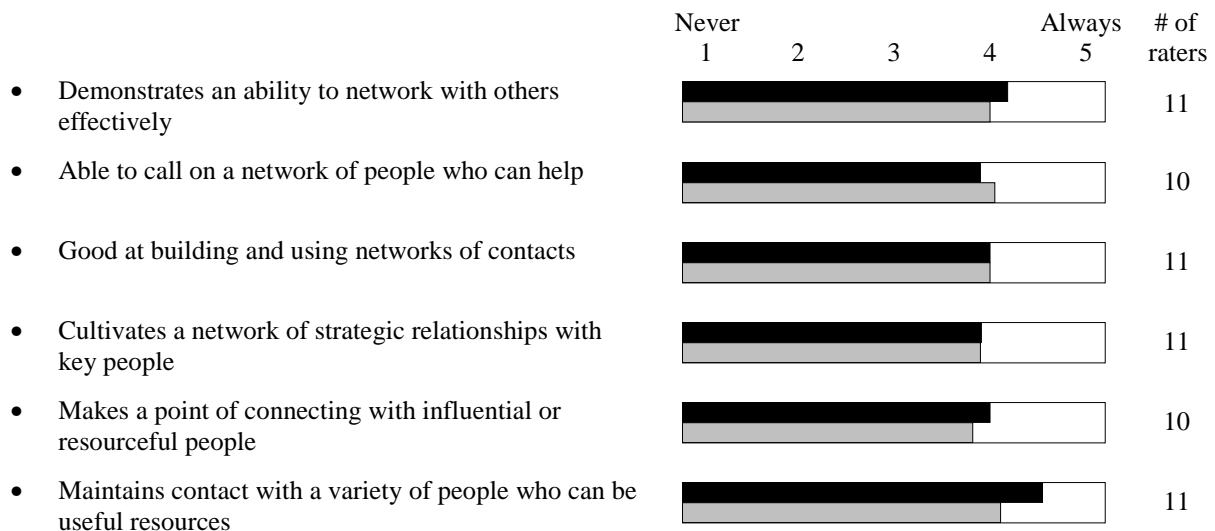 Never Always # of
1 2 3 4 5 raters
• Demonstrates an ability to network with others
effectively
11
• Able to call on a network of people who can help
10
• Good at building and using networks of contacts
11
• Cultivates a network of strategic relationships with
key people
11
• Makes a point of connecting with influential or
resourceful people
10
• Maintains contact with a variety of people who can be
useful resources
11